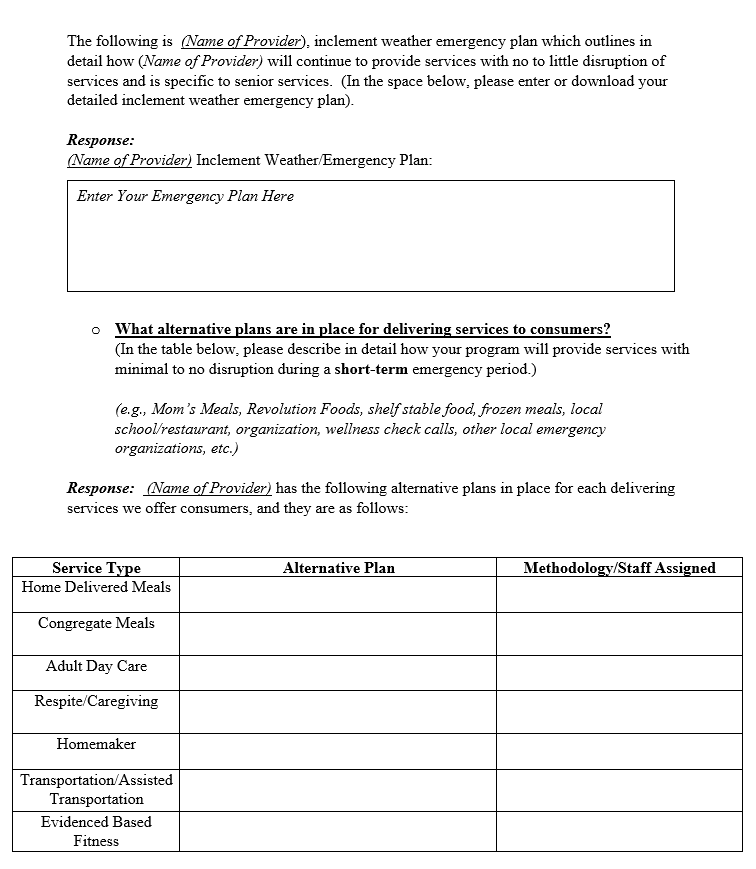 The following is (Name of Provider), inclement weather emergency plan which outlines in
detail how (Name of Provider) will continue to provide services with no to little disruption of
services and is specific to senior services. (In the space below, please enter or download your
detailed inclement weather emergency plan).
Response:
(Name of Provider) Inclement Weather/Emergency Plan:
Enter Your Emergency Plan Here
o What alternative plans are in place for delivering services to consumers?
(In the table below, please describe in detail how your program will provide services with
minimal to no disruption during a short-term emergency period.)
(e.g., Mom's Meals, Revolution Foods, shelf stable food, frozen meals, local
school/restaurant, organization, wellness check calls, other local emergency
organizations, etc.)
Response: (Name of Provider) has the following alternative plans in place for each delivering
services we offer consumers, and they are as follows:
Service Type Alternative Plan Methodology/Staff Assigned
Home Delivered Meals
Congregate Meals
Adult Day Care
Respite/Caregiving
Homemaker
Transportation/Assisted
Transportation
Evidenced Based
Fitness